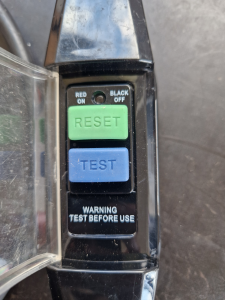 RED BLACK
ON OFF
RESET
TEST
WARNING
TEST BEFORE USE